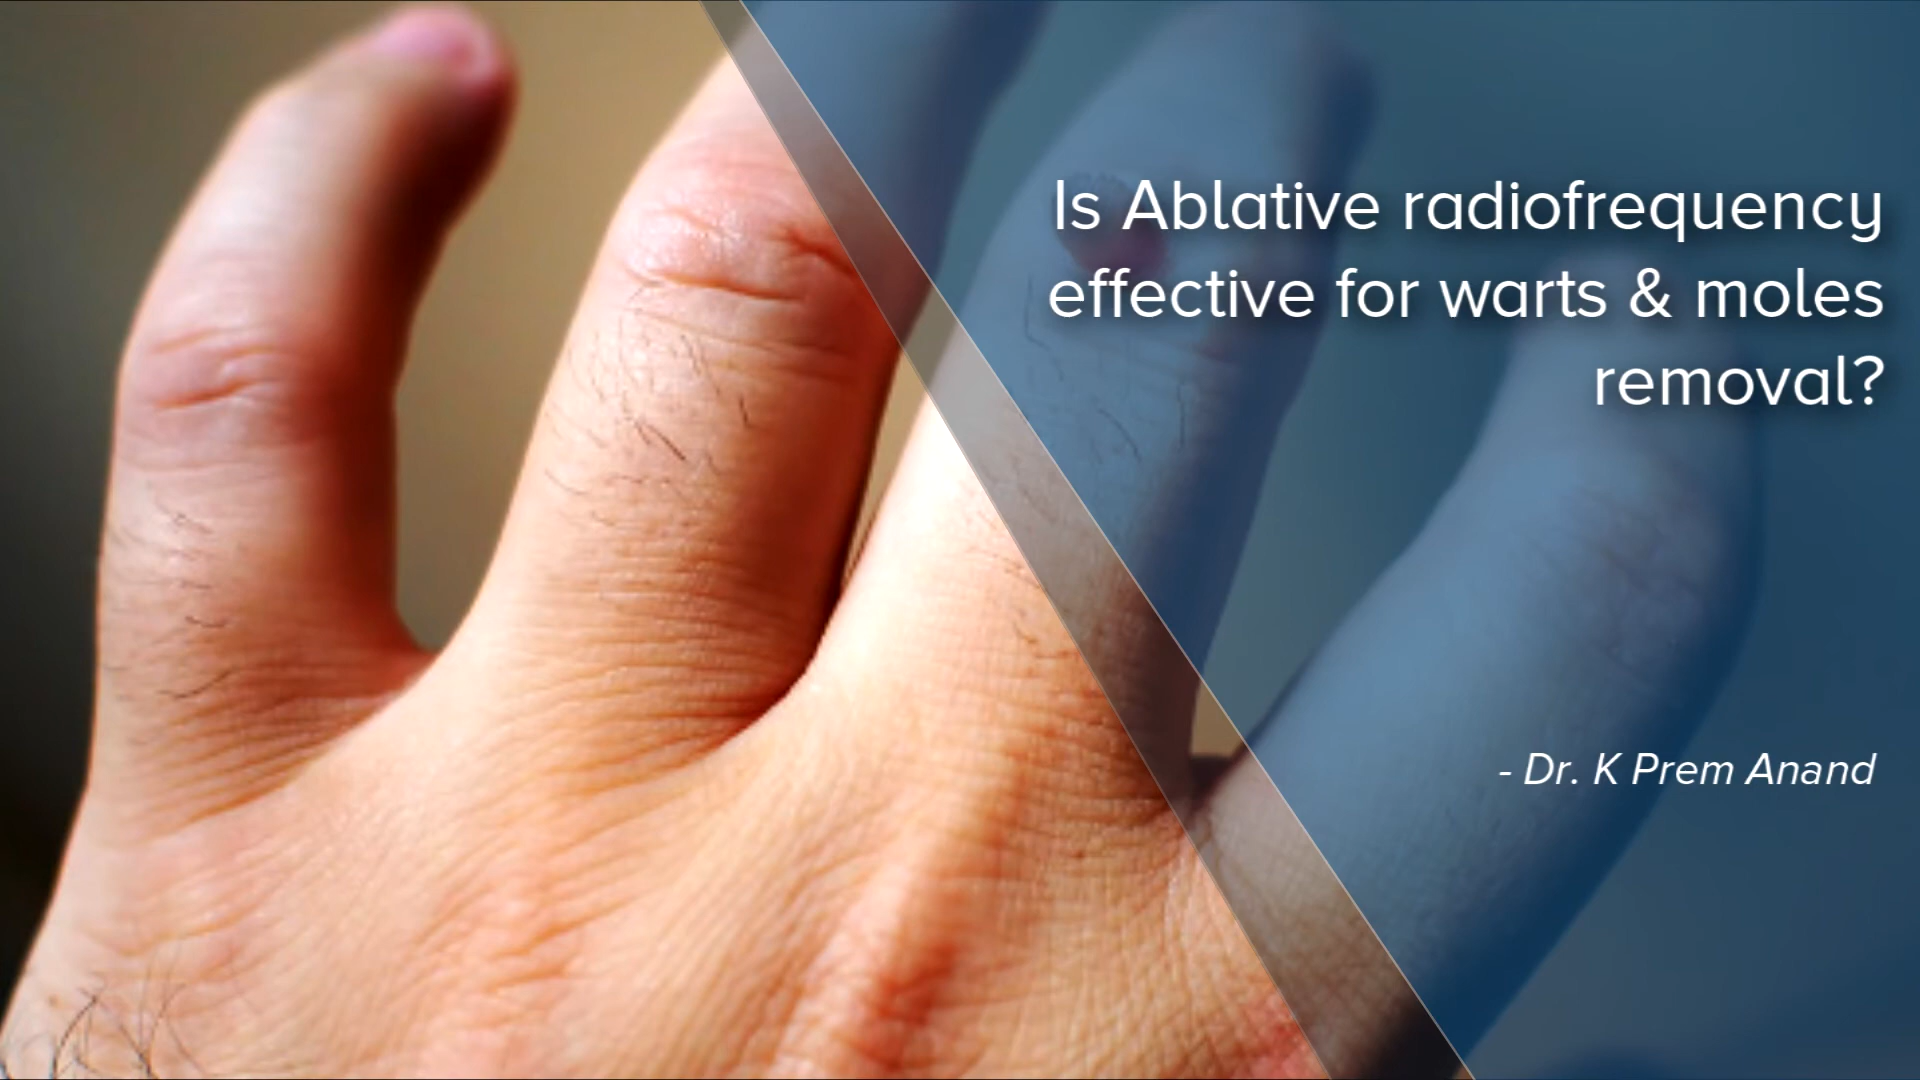 Is Ablative radiofrequency
effective for warts & moles
removal?
- Dr. K Prem Anand